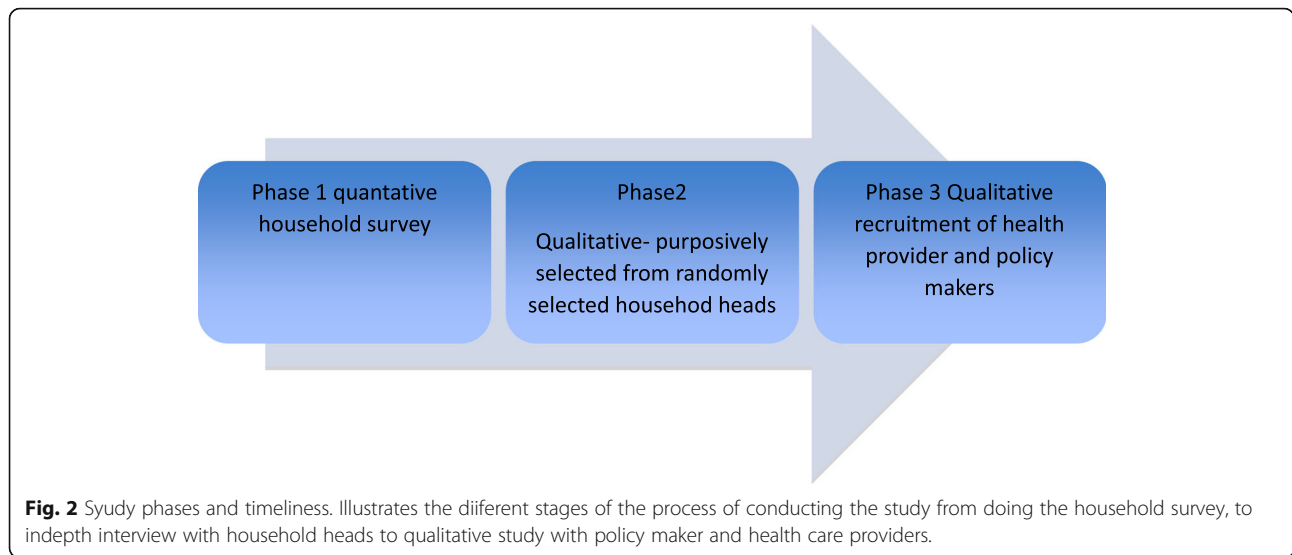 Phase 1 quantative
household survey
Phase2
Qualitative- purposively
selected from randomly
selected househod heads
Phase 3 Qualitative
recruitment of health
provider and policy
makers
Fig. 2 Syudy phases and timeliness. Illustrates the diifferent stages of the process of conducting the study from doing the household survey, to
indepth interview with household heads to qualitative study with policy maker and health care providers.